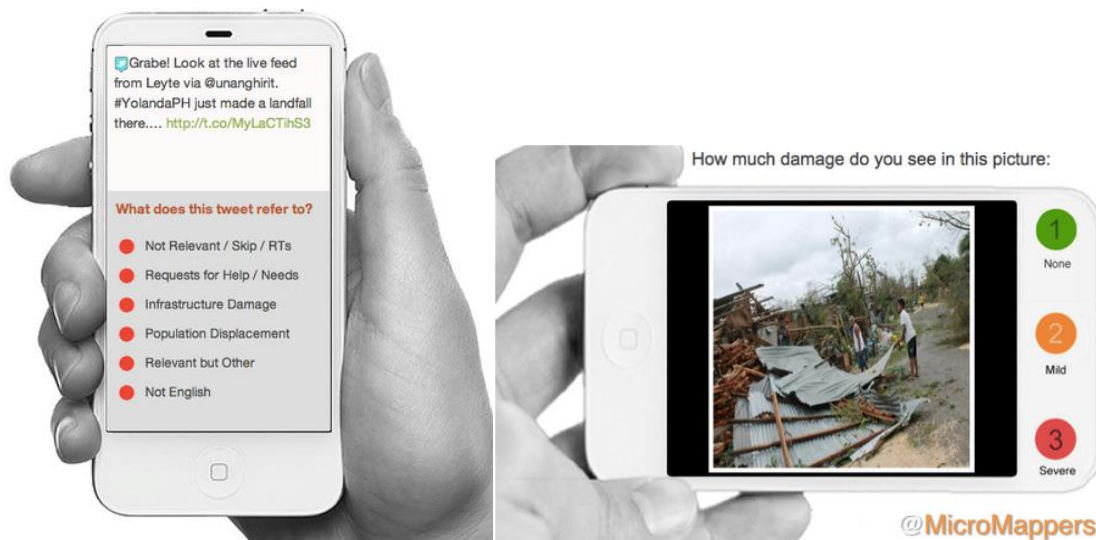 Grabe! Look at the live feed
from Leyte via @unanghirit.
#YolandaPH just made a landfall
there.... http://t.co/MyLaCTihS3
What does this tweet refer to?
Not Relevant / Skip / RTs
Requests for Help / Needs
Infrastructure Damage
Population Displacement
Relevant but Other
Not English
How much damage do you see in this picture:
1
None
2
Mild
3
Severe
@MicroMappers